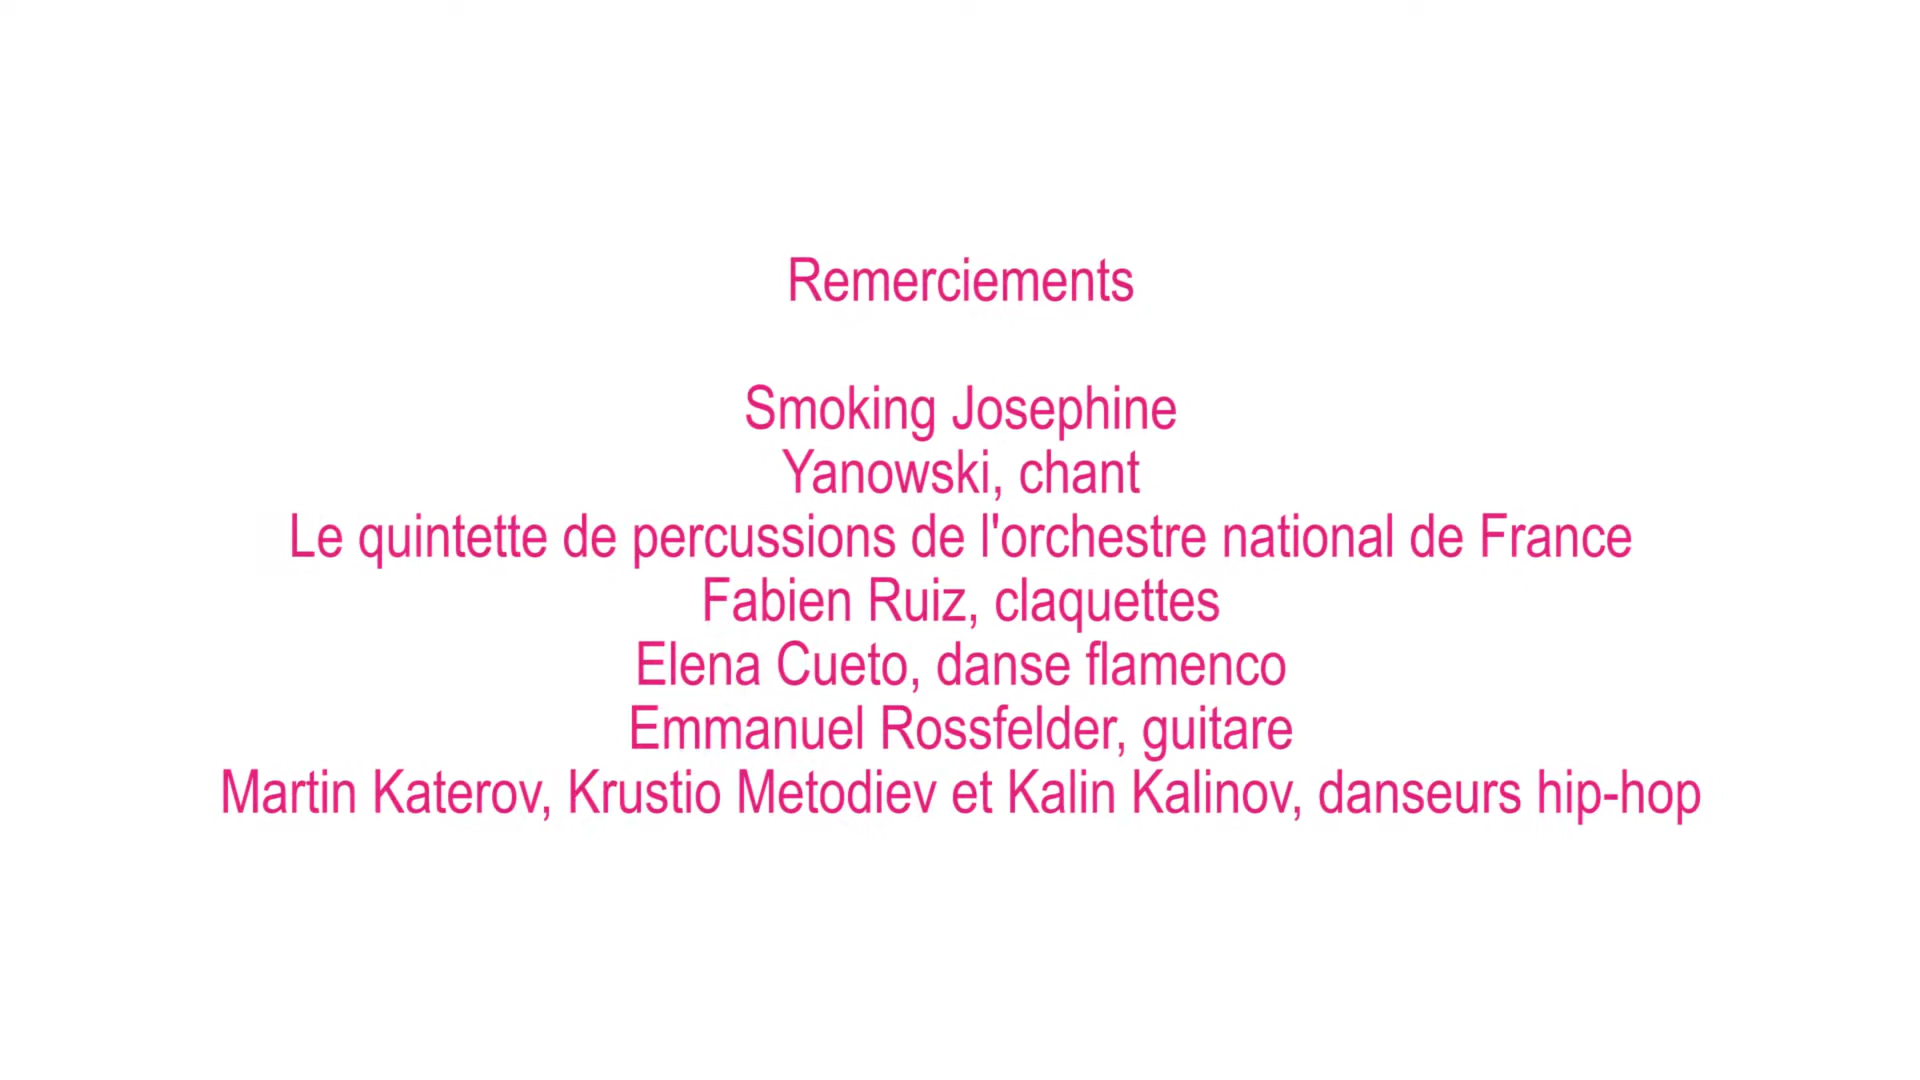 Remerciements
Smoking Josephine
Yanowski, chant
Le quintette de percussions de l'orchestre national de France
Fabien Ruiz, claquettes
Elena Cueto, danse flamenco
Emmanuel Rossfelder, guitare
Martin Katerov, Krustio Metodiev et Kalin Kalinov, danseurs hip-hop